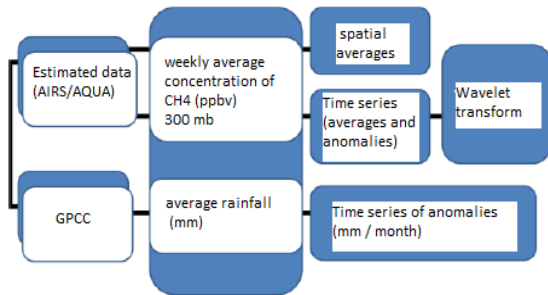 Estimated data
(AIRS/AQUA)
weekly average
concentration of
CH4 (ppbv)
300 mb
spatial
averages
Time series
(averages and
anomalies)
Wavelet
transform
GPCC
average rainfall
(mm)
Time series of anomalies
(mm / month)